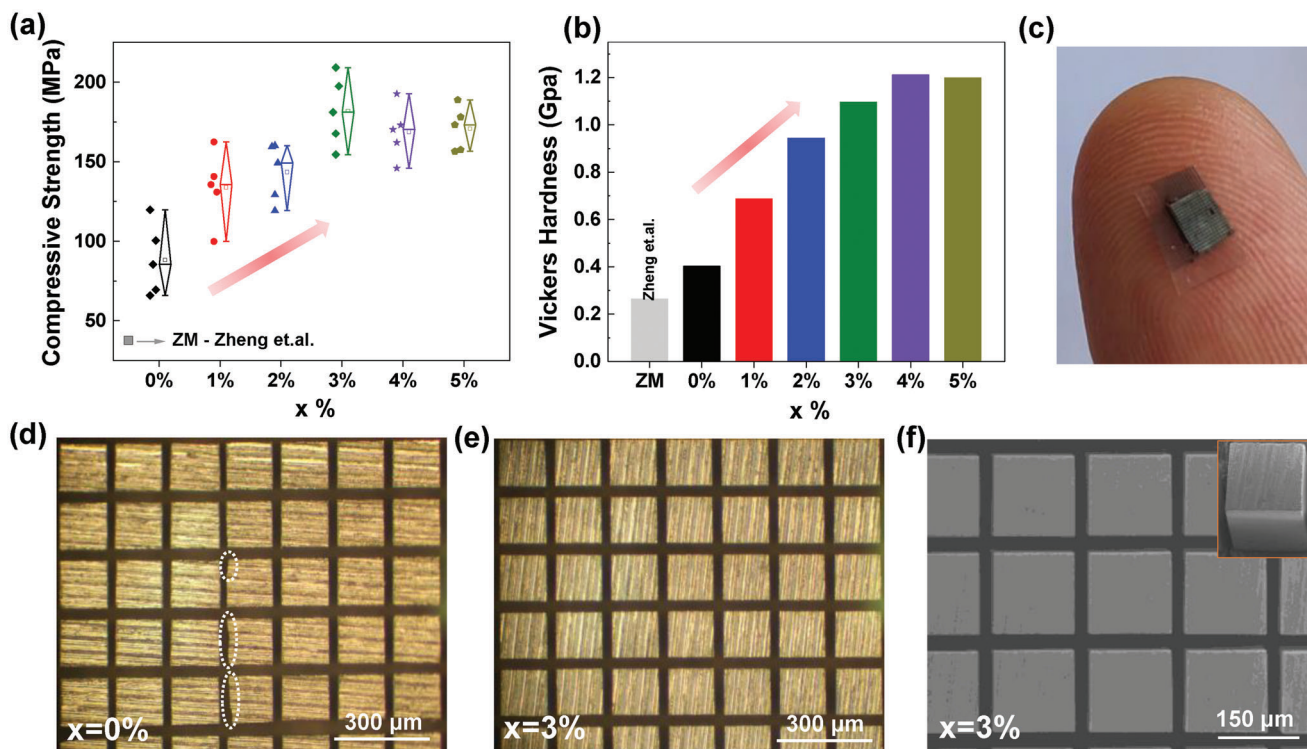 (a)
Compressive Strength (MPa)
200
150
100
50
ZM - Zheng et.al.
0% 1% 2% 3% 4% 5%
x %
(b)
Vickers Hardness (Gpa)
1.2
1.0
0.8
0.6
0.4
0.2
0.0
Zheng et.al.
ZM 0% 1% 2% 3% 4% 5%
x %
(c)
(d)
x=0%
300 μm
(e)
x=3%
300 μm
(f)
x=3%
150 μm